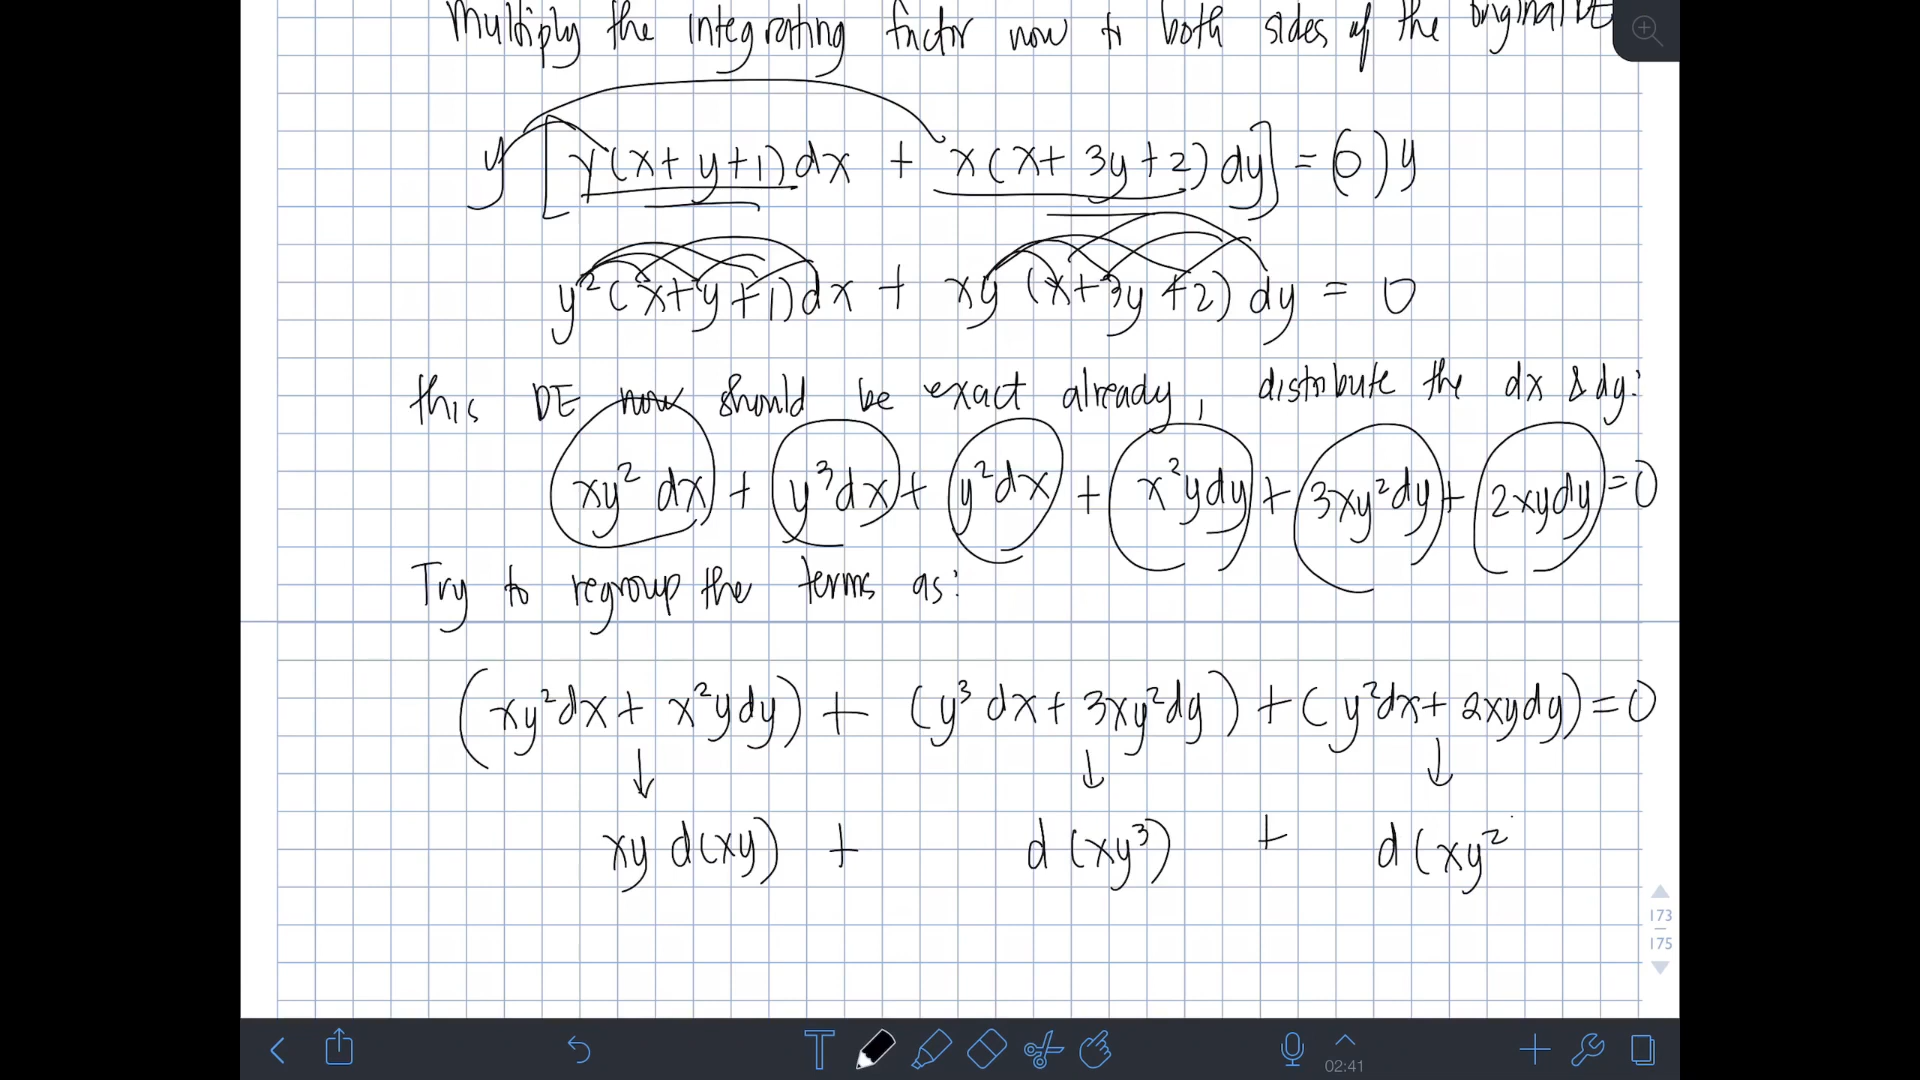 Multiply the integrating factor now to both sides of the original DE
y [y(x+y+1)dx + x(x+3y+2)dy] = (0)y
y²(x+y+1)dx + xy(x+3y+2)dy = 0
this DE now should be exact already, distribute the dx & dy:
xy²dx + y³dx + y²dx + x²ydy + 3xy²dy + 2xydy = 0
Try to regroup the terms as:
(xy²dx + x²ydy) + (y³dx + 3xy²dy) + (y²dx + 2xydy) = 0
↓ ↓ ↓
xy d(xy) + d(xy³) + d(xy²
173
175
T
02:41